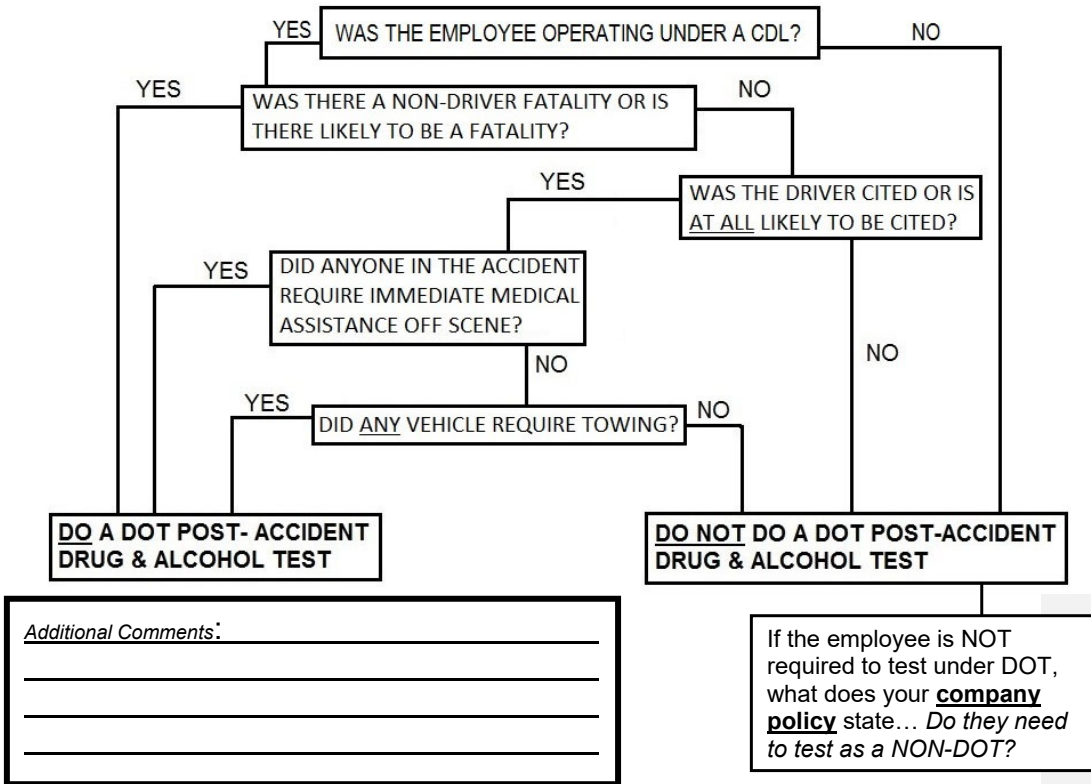 YES
WAS THE EMPLOYEE OPERATING UNDER A CDL?
NO
YES
WAS THERE A NON-DRIVER FATALITY OR IS
THERE LIKELY TO BE A FATALITY?
NO
YES
WAS THE DRIVER CITED OR IS
AT ALL LIKELY TO BE CITED?
YES
DID ANYONE IN THE ACCIDENT
REQUIRE IMMEDIATE MEDICAL
ASSISTANCE OFF SCENE?
NO
NO
YES
DID ANY VEHICLE REQUIRE TOWING?
NO
DO A DOT POST- ACCIDENT
DRUG & ALCOHOL TEST
DO NOT DO A DOT POST-ACCIDENT
DRUG & ALCOHOL TEST
Additional Comments:
If the employee is NOT
required to test under DOT,
what does your company
policy state… Do they need
to test as a NON-DOT?